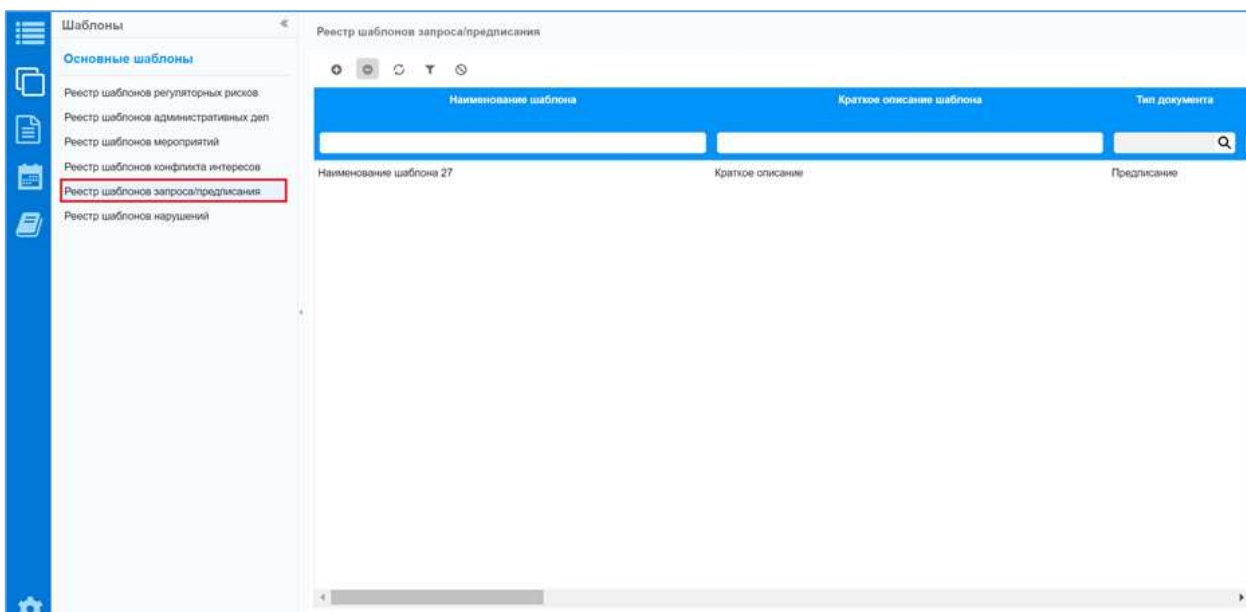 Шаблоны
Основные шаблоны
Реестр шаблонов регуляторных рисков
Реестр шаблонов административных дел
Реестр шаблонов мероприятий
Реестр шаблонов конфликта интересов
Реестр шаблонов запроса/предписания
Реестр шаблонов нарушений
Реестр шаблонов запроса/предписания
Наименование шаблона Краткое описание шаблона Тип документа
Наименование шаблона 27 Краткое описание Предписание